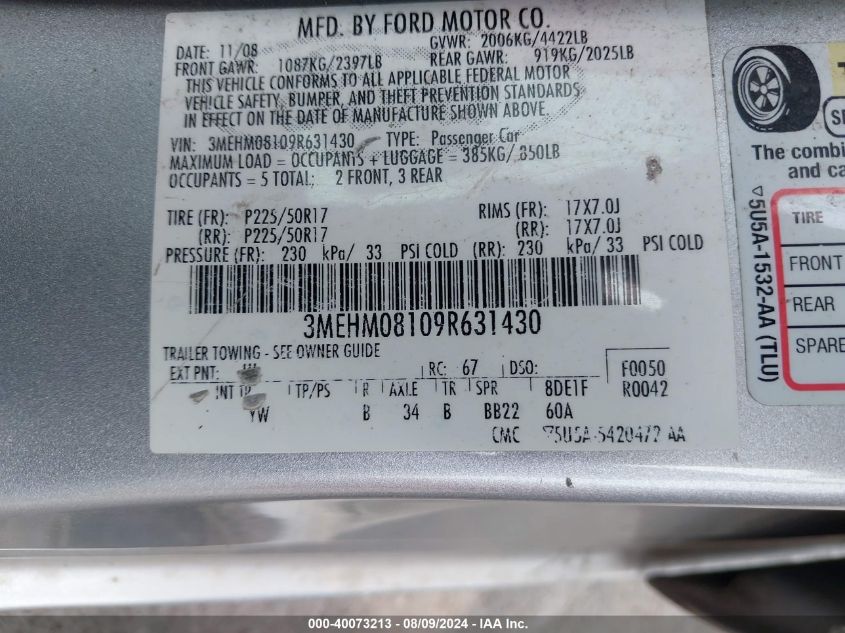 MFD. BY FORD MOTOR CO.
DATE: 11/08 GVWR: 2006KG/4422LB
FRONT GAWR: 1087KG/2397LB REAR GAWR: 919KG/2025LB
THIS VEHICLE CONFORMS TO ALL APPLICABLE FEDERAL MOTOR
VEHICLE SAFETY, BUMPER, AND THEFT PREVENTION STANDARDS
IN EFFECT ON THE DATE OF MANUFACTURE SHOWN ABOVE.
VIN: 3MEHM08109R631430 TYPE: Passenger Car
MAXIMUM LOAD = OCCUPANTS + LUGGAGE = 385KG/ 850LB
OCCUPANTS = 5 TOTAL; 2 FRONT, 3 REAR
TIRE (FR): P225/50R17 RIMS (FR): 17X7.0J
(RR): P225/50R17 (RR): 17X7.0J
PRESSURE (FR): 230 kPa/ 33 PSI COLD (RR): 230 kPa/ 33 PSI COLD
3MEHM08109R631430
TRAILER TOWING - SEE OWNER GUIDE
EXT PNT: RC: 67 DSO: F0050
INT TR TP/PS R AXLE TR SPR 8DE1F R0042
YW B 34 B BB22 60A
CMC 5U5A-5420472-AA
The combi
and ca
TIRE
FRONT
REAR
SPARE
5U5A-1532-AA (TLU)
000-40073213 - 08/09/2024 - IAA Inc.